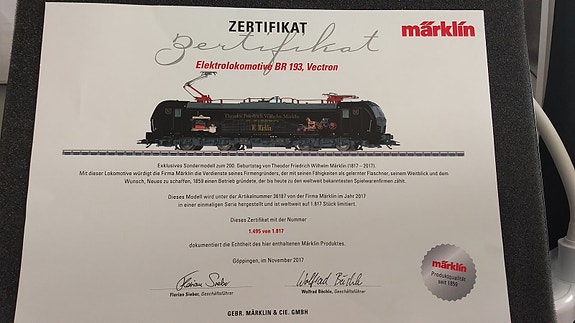 ZERTIFIKAT
märklin
Zertifikat
Elektrolokomotive BR 193, Vectron
Theodor Friedrich Wilhelm Märklin
W. Märklin
Exklusives Sondermodell zum 200. Geburtstag von Theodor Friedrich Wilhelm Märklin (1817 – 2017).
Mit dieser Lokomotive würdigt die Firma Märklin die Verdienste seines Firmengründers, der mit seinen Fähigkeiten als gelernter Flaschner, seinem Weitblick und dem
Wunsch, Neues zu schaffen, 1859 einen Betrieb gründete, der bis heute zu den weltweit bekanntesten Spielwarenfirmen zählt.
Dieses Modell wird unter der Artikelnummer 36187 von der Firma Märklin im Jahr 2017
in einer einmaligen Serie hergestellt und ist weltweit auf 1.817 Stück limitiert.
Dieses Zertifikat mit der Nummer
1.495 von 1.817
dokumentiert die Echtheit des hier enthaltenen Märklin Produktes.
Göppingen, im November 2017
Florian Sieber
Wolfrad Bächle
Florian Sieber, Geschäftsführer
Wolfrad Bächle, Geschäftsführer
GEBR. MÄRKLIN & CIE. GMBH
märklin
Produktqualität
seit 1859